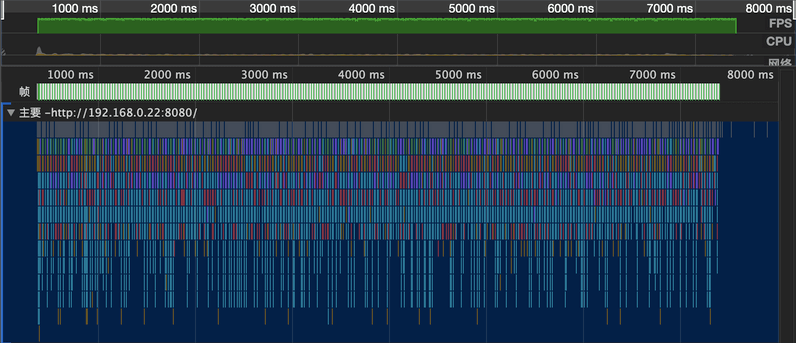 1000 ms 2000 ms 3000 ms 4000 ms 5000 ms 6000 ms 7000 ms 8000 ms
FPS
CPU
网络
1000 ms 2000 ms 3000 ms 4000 ms 5000 ms 6000 ms 7000 ms 8000 ms
帧
▼ 主要 –http://192.168.0.22:8080/